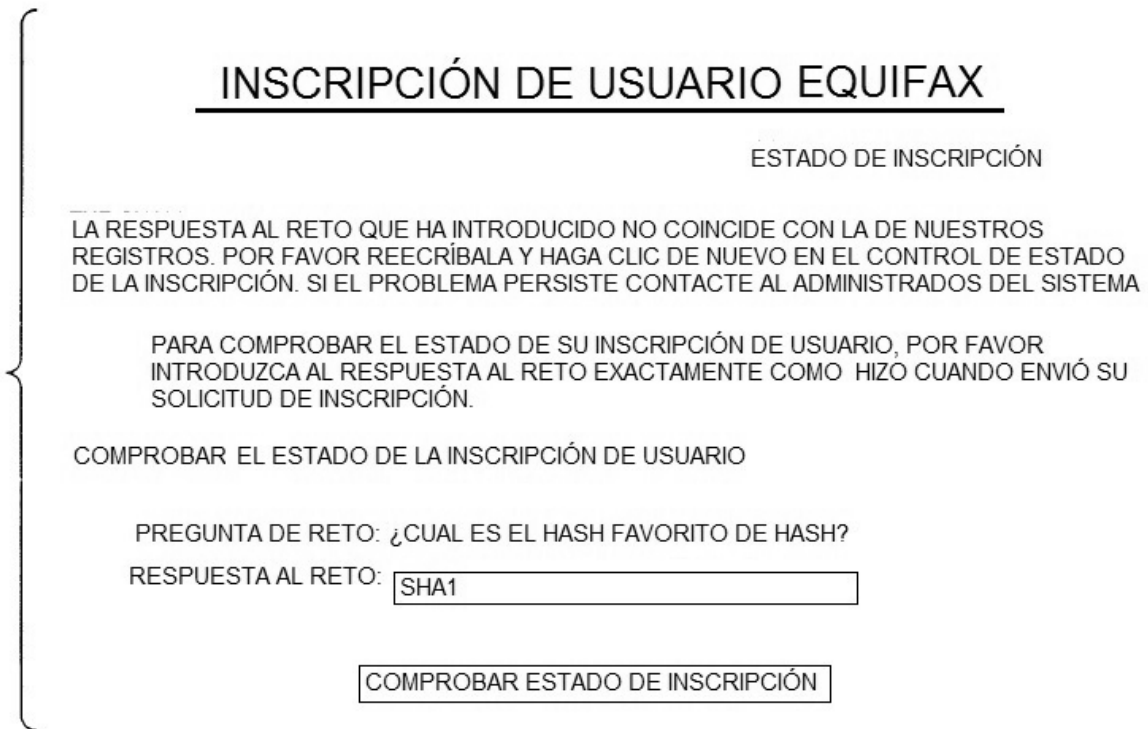 INSCRIPCIÓN DE USUARIO EQUIFAX
ESTADO DE INSCRIPCIÓN
LA RESPUESTA AL RETO QUE HA INTRODUCIDO NO COINCIDE CON LA DE NUESTROS
REGISTROS. POR FAVOR REECRÍBALA Y HAGA CLIC DE NUEVO EN EL CONTROL DE ESTADO
DE LA INSCRIPCIÓN. SI EL PROBLEMA PERSISTE CONTACTE AL ADMINISTRADOS DEL SISTEMA
PARA COMPROBAR EL ESTADO DE SU INSCRIPCIÓN DE USUARIO, POR FAVOR
INTRODUZCA AL RESPUESTA AL RETO EXACTAMENTE COMO HIZO CUANDO ENVIÓ SU
SOLICITUD DE INSCRIPCIÓN.
COMPROBAR EL ESTADO DE LA INSCRIPCIÓN DE USUARIO
PREGUNTA DE RETO: ¿CUAL ES EL HASH FAVORITO DE HASH?
RESPUESTA AL RETO: SHA1
COMPROBAR ESTADO DE INSCRIPCIÓN